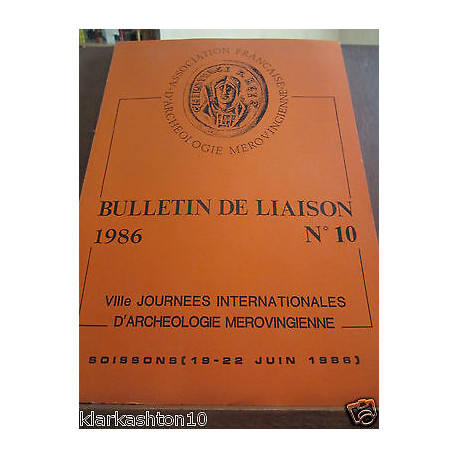 ASSOCIATION FRANÇAISE
D'ARCHEOLOGIE MEROVINGIENNE
BULLETIN DE LIAISON
1986 N° 10
VIIIe JOURNEES INTERNATIONALES
D'ARCHEOLOGIE MEROVINGIENNE
SOISSONS(19-22 JUIN 1986)
klarkashton10